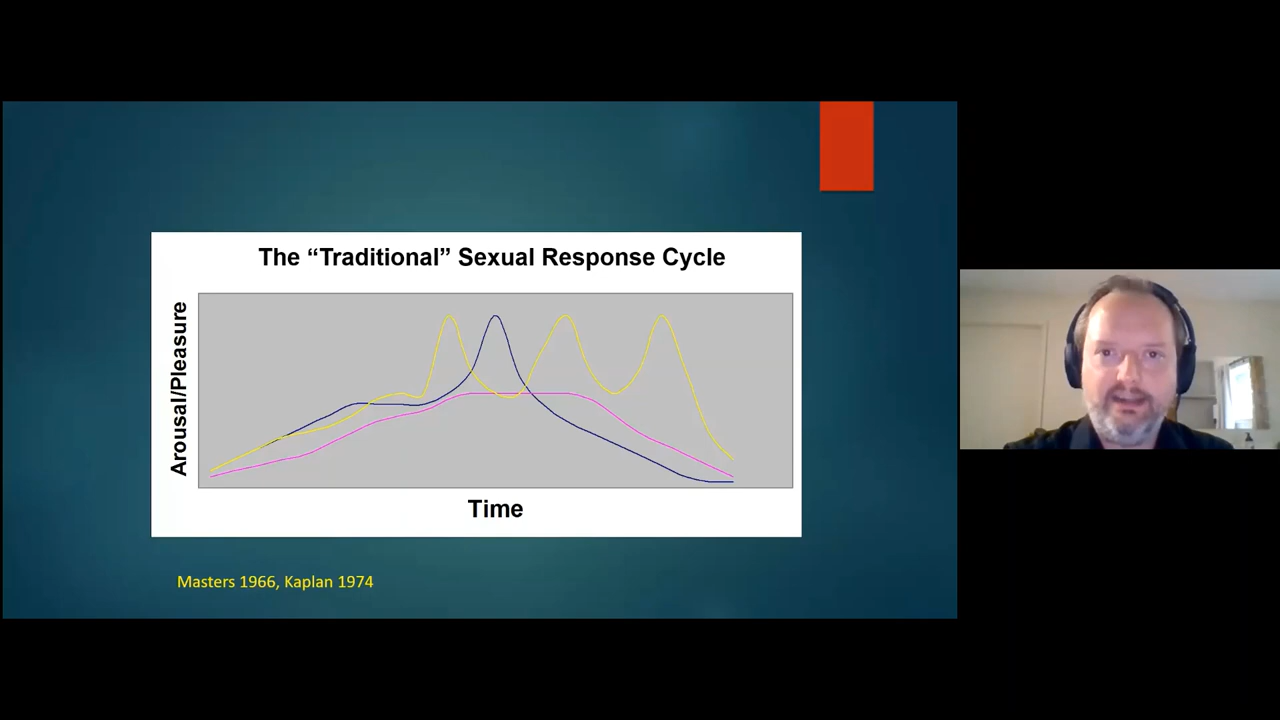 The “Traditional” Sexual Response Cycle
Arousal/Pleasure
Time
Masters 1966, Kaplan 1974